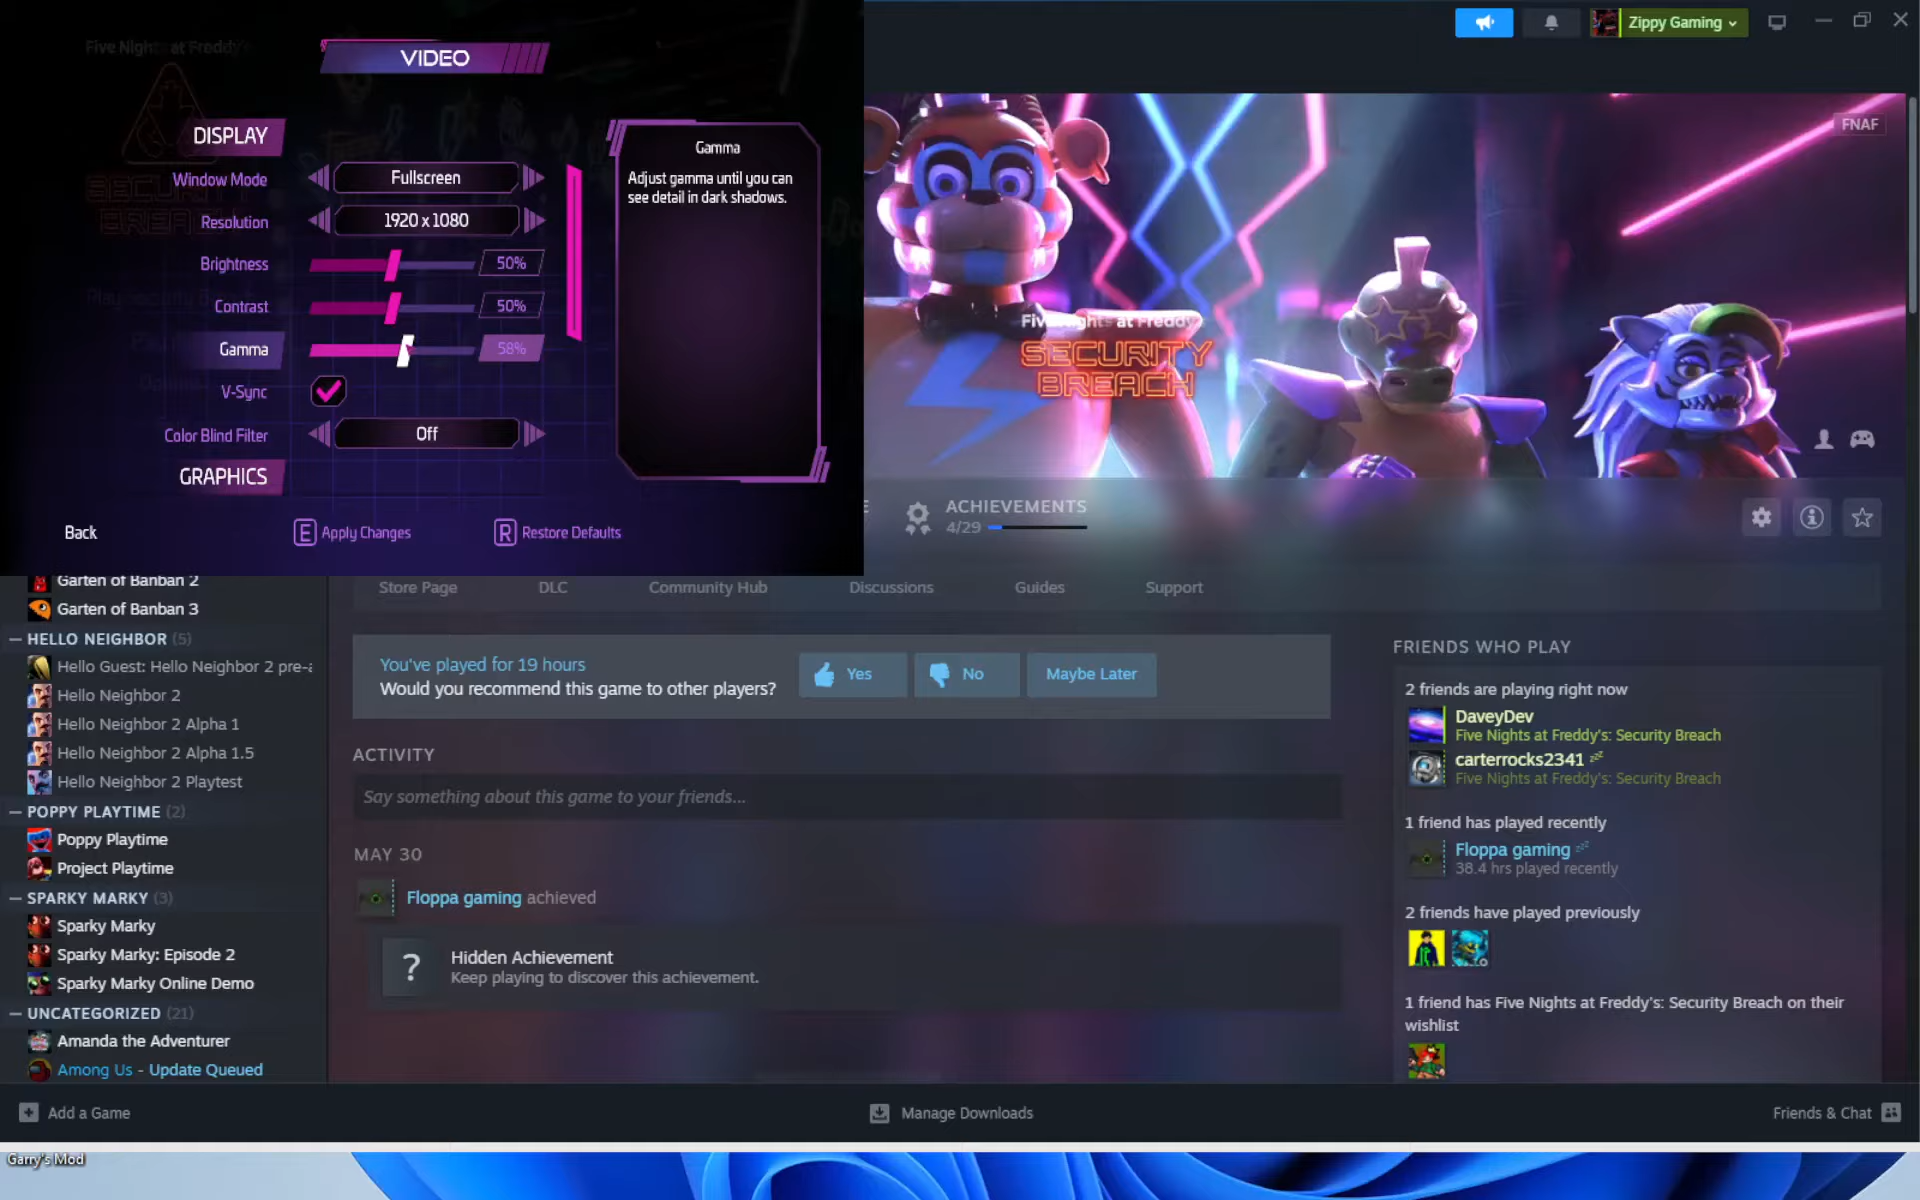 Five Nights at Freddy's
SECURITY
BREACH
VIDEO
DISPLAY
Window Mode
Fullscreen
Resolution
1920 x 1080
Brightness
50%
Contrast
50%
Gamma
58%
V-Sync
Color Blind Filter
Off
GRAPHICS
Gamma
Adjust gamma until you can
see detail in dark shadows.
Back
E Apply Changes
R Restore Defaults
Zippy Gaming
FNAF
Five Nights at Freddy's
SECURITY
BREACH
ACHIEVEMENTS
4/29
Store Page
DLC
Community Hub
Discussions
Guides
Support
Garten of Banban 2
Garten of Banban 3
— HELLO NEIGHBOR (5)
Hello Guest: Hello Neighbor 2 pre-a
Hello Neighbor 2
Hello Neighbor 2 Alpha 1
Hello Neighbor 2 Alpha 1.5
Hello Neighbor 2 Playtest
— POPPY PLAYTIME (2)
Poppy Playtime
Project Playtime
— SPARKY MARKY (3)
Sparky Marky
Sparky Marky: Episode 2
Sparky Marky Online Demo
— UNCATEGORIZED (21)
Amanda the Adventurer
Among Us - Update Queued
You've played for 19 hours
Would you recommend this game to other players?
Yes
No
Maybe Later
ACTIVITY
Say something about this game to your friends...
MAY 30
Floppa gaming achieved
?
Hidden Achievement
Keep playing to discover this achievement.
FRIENDS WHO PLAY
2 friends are playing right now
DaveyDev
Five Nights at Freddy's: Security Breach
carterrocks2341 zzz
Five Nights at Freddy's: Security Breach
1 friend has played recently
Floppa gaming zzz
38.4 hrs played recently
2 friends have played previously
1 friend has Five Nights at Freddy's: Security Breach on their
wishlist
Add a Game
Manage Downloads
Friends & Chat
Garry's Mod